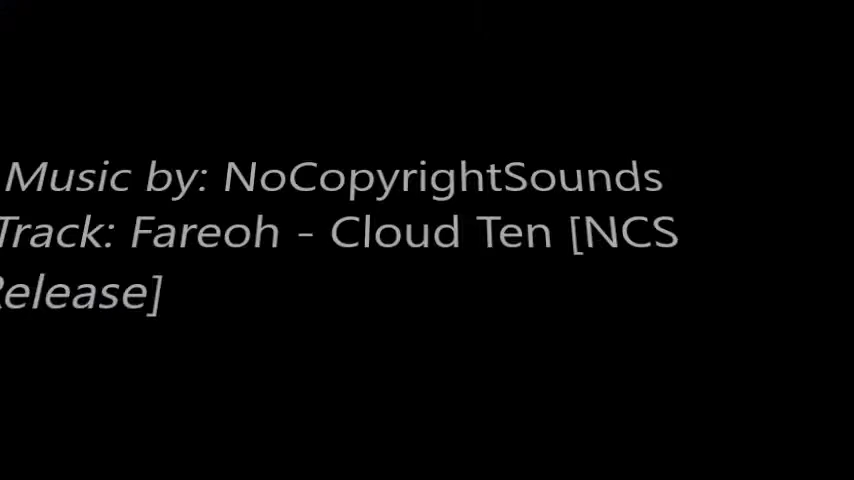 Music by: NoCopyrightSounds
Track: Fareoh - Cloud Ten [NCS
Release]